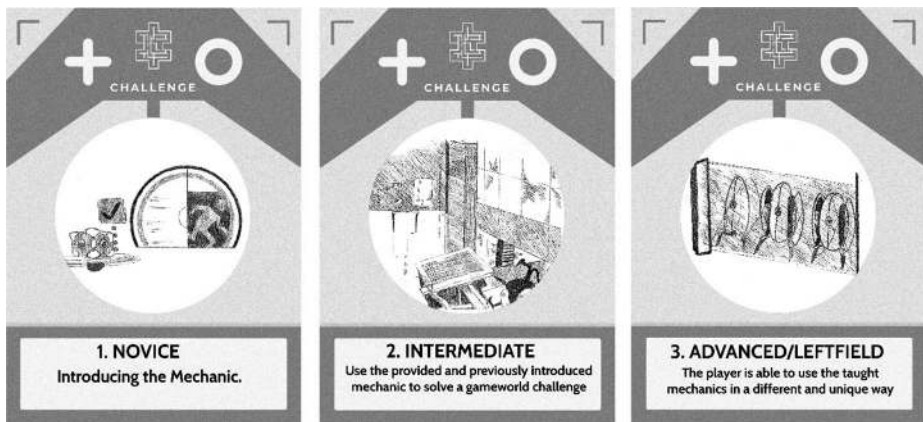 CHALLENGE
1. NOVICE
Introducing the Mechanic.
CHALLENGE
2. INTERMEDIATE
Use the provided and previously introduced
mechanic to solve a gameworld challenge
CHALLENGE
3. ADVANCED/LEFTFIELD
The player is able to use the taught
mechanics in a different and unique way